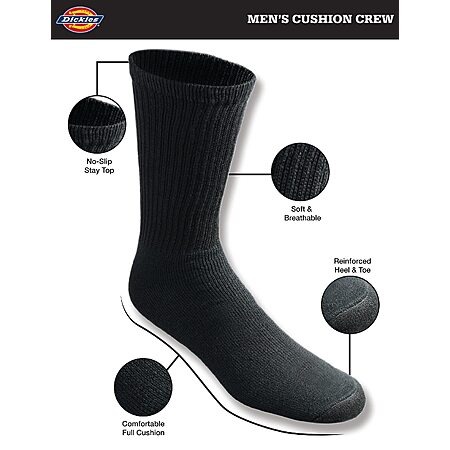 Dickies
MEN'S CUSHION CREW
No-Slip
Stay Top
Soft &
Breathable
Reinforced
Heel & Toe
Comfortable
Full Cushion